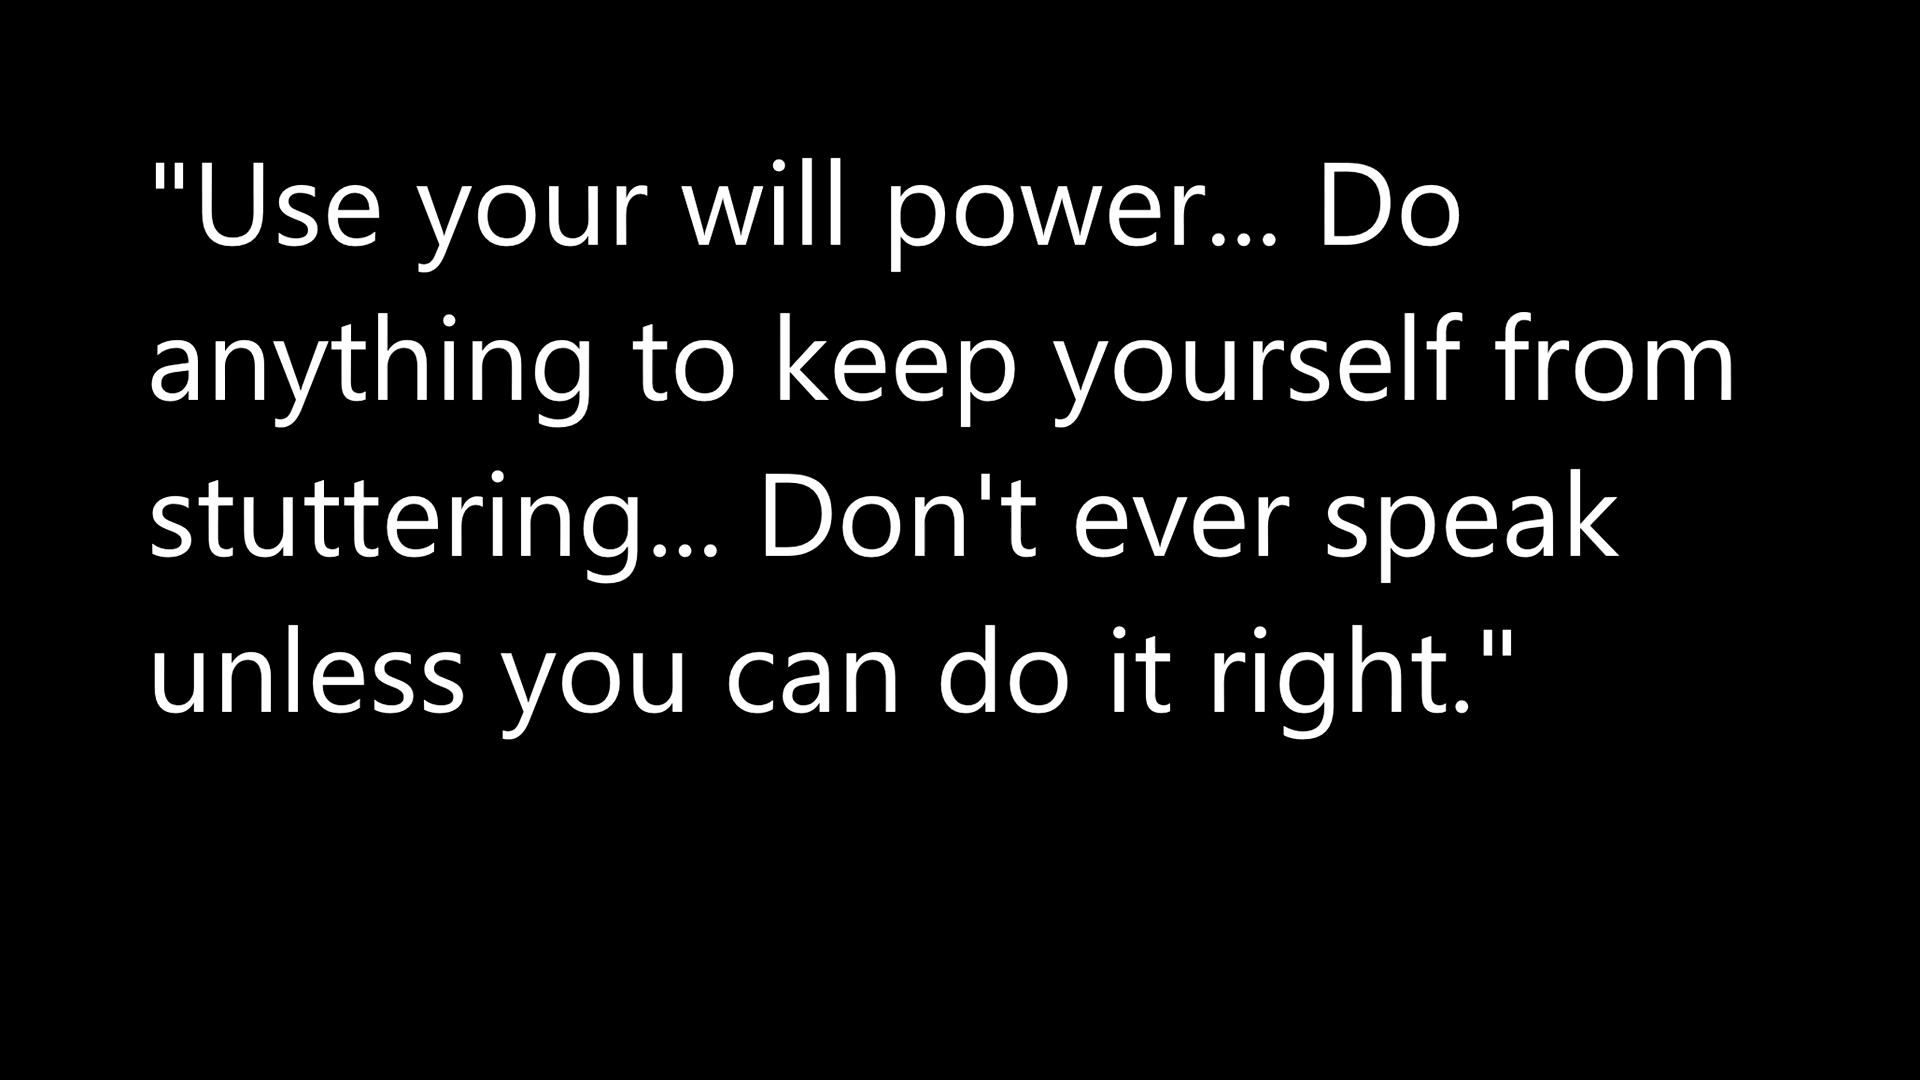 "Use your will power... Do
anything to keep yourself from
stuttering... Don't ever speak
unless you can do it right."